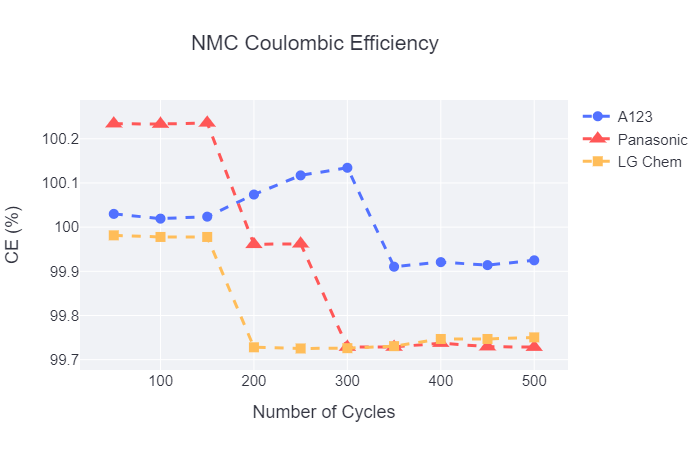 NMC Coulombic Efficiency
A123
Panasonic
LG Chem
CE (%)
100.2
100.1
100
99.9
99.8
99.7
100 200 300 400 500
Number of Cycles